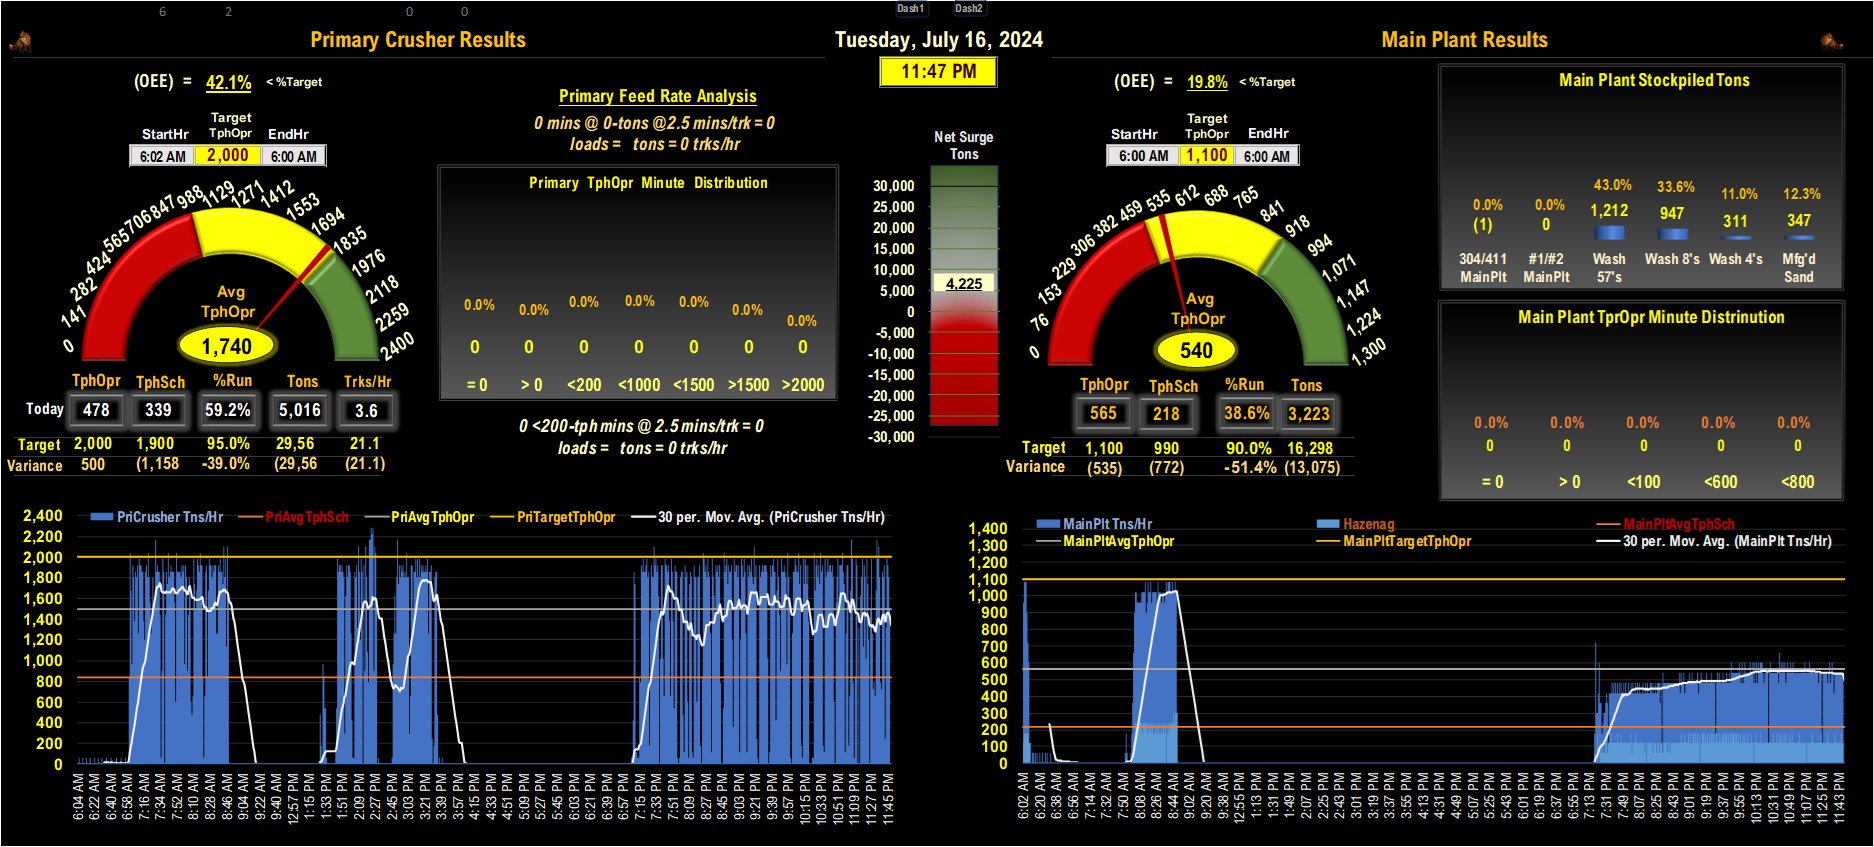 6 2 0 0 Dash1 Dash2
Primary Crusher Results
Tuesday, July 16, 2024
Main Plant Results
11:47 PM
(OEE) = 42.1% < %Target
Target
StartHr TphOpr EndHr
6:02 AM 2,000 6:00 AM
0 141 282 424 565 706 847 988 1129 1271 1412 1553 1694 1835 1976 2118 2259 2400
Avg
TphOpr
1,740
TphOpr TphSch %Run Tons Trks/Hr
Today 478 339 59.2% 5,016 3.6
Target 2,000 1,900 95.0% 29,56 21.1
Variance 500 (1,158 -39.0% (29,56 (21.1)
Primary Feed Rate Analysis
0 mins @ 0-tons @2.5 mins/trk = 0
loads = tons = 0 trks/hr
Primary TphOpr Minute Distribution
0.0% 0.0% 0.0% 0.0% 0.0% 0.0% 0.0%
0 0 0 0 0 0 0
= 0 > 0 <200 <1000 <1500 >1500 >2000
0 <200-tph mins @ 2.5 mins/trk = 0
loads = tons = 0 trks/hr
Net Surge
Tons
30,000
25,000
20,000
15,000
10,000
4,225
5,000
0
-5,000
-10,000
-15,000
-20,000
-25,000
-30,000
(OEE) = 19.8% < %Target
Target
StartHr TphOpr EndHr
6:00 AM 1,100 6:00 AM
0 76 153 229 306 382 459 535 612 688 765 841 918 994 1,071 1,147 1,224 1,300
Avg
TphOpr
540
TphOpr TphSch %Run Tons
565 218 38.6% 3,223
Target 1,100 990 90.0% 16,298
Variance (535) (772) -51.4% (13,075)
Main Plant Stockpiled Tons
0.0% 0.0% 43.0% 33.6% 11.0% 12.3%
(1) 0 1,212 947 311 347
304/411 #1/#2 Wash Wash 8's Wash 4's Mfg'd
MainPlt MainPlt 57's Sand
Main Plant TprOpr Minute Distrinution
0.0% 0.0% 0.0% 0.0% 0.0%
0 0 0 0 0
= 0 > 0 <100 <600 <800
PriCrusher Tns/Hr PriAvgTphSch PriAvgTphOpr PriTargetTphOpr 30 per. Mov. Avg. (PriCrusher Tns/Hr)
2,400
2,200
2,000
1,800
1,600
1,400
1,200
1,000
800
600
400
200
0
6:04 AM 6:22 AM 6:40 AM 6:58 AM 7:16 AM 7:34 AM 7:52 AM 8:10 AM 8:28 AM 8:46 AM 9:04 AM 9:22 AM 9:40 AM 12:57 PM 1:15 PM 1:33 PM 1:51 PM 2:09 PM 2:27 PM 2:45 PM 3:03 PM 3:21 PM 3:39 PM 3:57 PM 4:15 PM 4:33 PM 4:51 PM 5:09 PM 5:27 PM 5:45 PM 6:03 PM 6:21 PM 6:39 PM 6:57 PM 7:15 PM 7:33 PM 7:51 PM 8:09 PM 8:27 PM 8:45 PM 9:03 PM 9:21 PM 9:39 PM 9:57 PM 10:15 PM 10:33 PM 10:51 PM 11:09 PM 11:27 PM 11:45 PM
MainPlt Tns/Hr Hazenag MainPltAvgTphSch
MainPltAvgTphOpr MainPltTargetTphOpr 30 per. Mov. Avg. (MainPlt Tns/Hr)
1,400
1,300
1,200
1,100
1,000
900
800
700
600
500
400
300
200
100
0
6:02 AM 6:20 AM 6:38 AM 6:56 AM 7:14 AM 7:32 AM 7:50 AM 8:08 AM 8:26 AM 8:44 AM 9:02 AM 9:20 AM 9:38 AM 12:55 PM 1:13 PM 1:31 PM 1:49 PM 2:07 PM 2:25 PM 2:43 PM 3:01 PM 3:19 PM 3:37 PM 3:55 PM 4:13 PM 4:31 PM 4:49 PM 5:07 PM 5:25 PM 5:43 PM 6:01 PM 6:19 PM 6:37 PM 6:55 PM 7:13 PM 7:31 PM 7:49 PM 8:07 PM 8:25 PM 8:43 PM 9:01 PM 9:19 PM 9:37 PM 9:55 PM 10:13 PM 10:31 PM 10:49 PM 11:07 PM 11:25 PM 11:43 PM